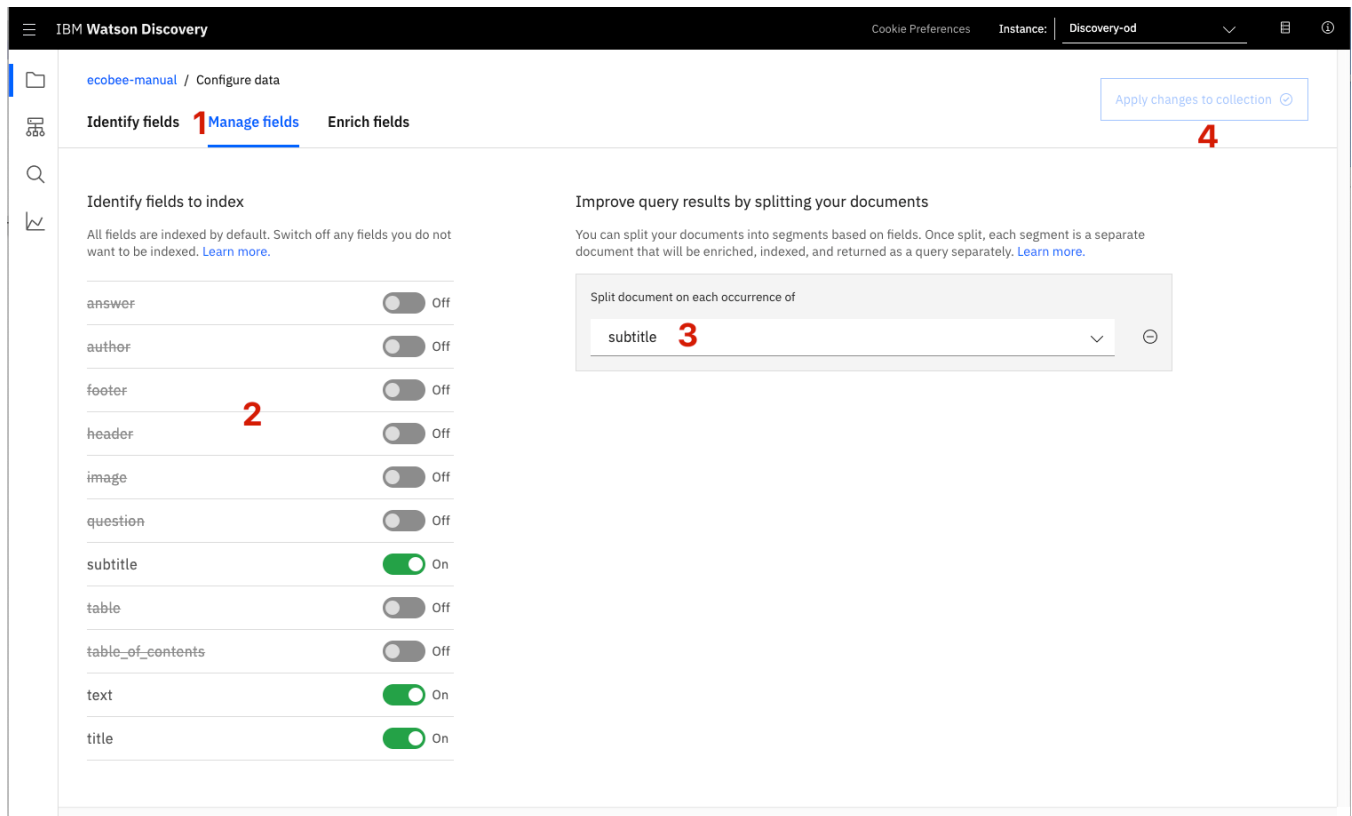 IBM Watson Discovery
Cookie Preferences
Instance:
Discovery-od
ecobee-manual / Configure data
Apply changes to collection
4
Identify fields
1
Manage fields
Enrich fields
Identify fields to index
All fields are indexed by default. Switch off any fields you do not
want to be indexed. Learn more.
answer Off
author Off
footer Off
2
header Off
image Off
question Off
subtitle On
table Off
table_of_contents Off
text On
title On
Improve query results by splitting your documents
You can split your documents into segments based on fields. Once split, each segment is a separate
document that will be enriched, indexed, and returned as a query separately. Learn more.
Split document on each occurrence of
subtitle 3